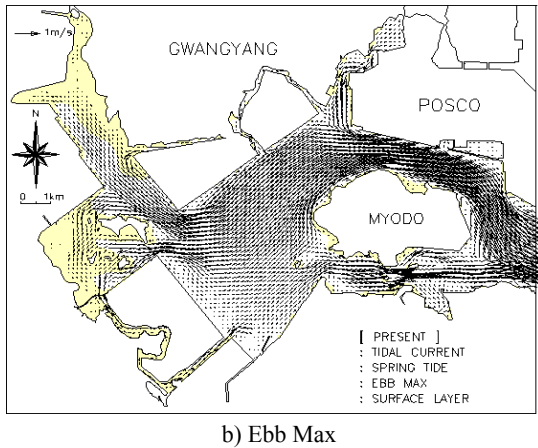 1m/s
GWANGYANG
POSCO
N
0 1km
MYODO
[ PRESENT ]
: TIDAL CURRENT
: SPRING TIDE
: EBB MAX
: SURFACE LAYER
b) Ebb Max